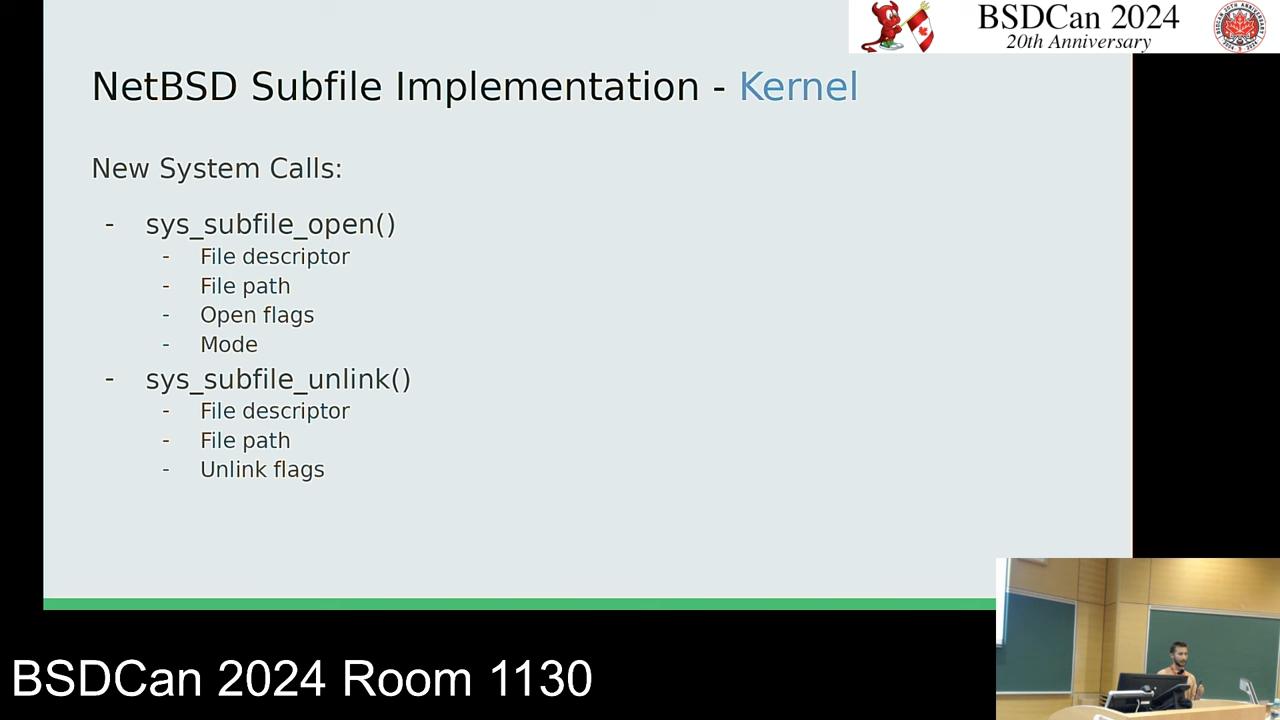 BSDCan 2024
20th Anniversary
NetBSD Subfile Implementation - Kernel
New System Calls:
- sys_subfile_open()
- File descriptor
- File path
- Open flags
- Mode
- sys_subfile_unlink()
- File descriptor
- File path
- Unlink flags
BSDCan 2024 Room 1130